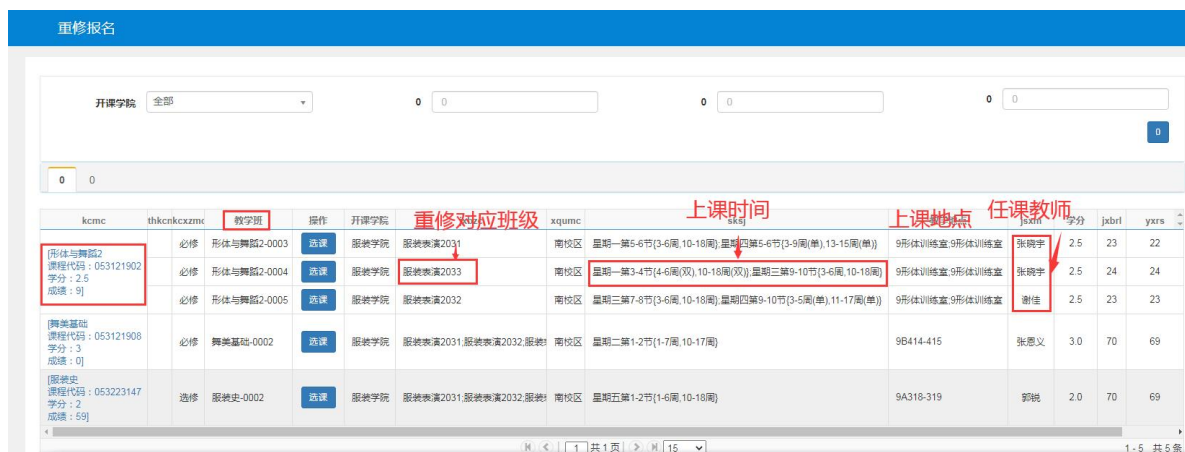 重修报名
开课学院 全部 0 0 0 0 0 0
0
0 0
上课时间
重修对应班级 上课地点 任课教师
kcmc thkcmkcxzmc 教学班 操作 开课学院 xqumc sksj jsxm 学分 jxbrl yxrs
[形体与舞蹈2
课程代码：053121902
学分：2.5
成绩：9]
必修 形体与舞蹈2-0003 选课 服装学院 服装表演2031 南校区 星期一第5-6节{3-6周,10-18周};星期四第5-6节{3-9周(单),13-15周(单)} 9形体训练室;9形体训练室 张晓宇 2.5 23 22
必修 形体与舞蹈2-0004 选课 服装学院 服装表演2033 南校区 星期一第3-4节{4-6周(双),10-18周(双)};星期三第9-10节{3-6周,10-18周} 9形体训练室;9形体训练室 张晓宇 2.5 24 24
必修 形体与舞蹈2-0005 选课 服装学院 服装表演2032 南校区 星期三第7-8节{3-6周,10-18周};星期四第9-10节{3-5周(单),11-17周(单)} 9形体训练室;9形体训练室 谢佳 2.5 23 23
[舞美基础
课程代码：053121908
学分：3
成绩：0]
必修 舞美基础-0002 选课 服装学院 服装表演2031;服装表演2032;服装 南校区 星期二第1-2节{1-7周,10-17周} 9B414-415 张恩义 3.0 70 69
[服装史
课程代码：053223147
学分：2
成绩：59]
选修 服装史-0002 选课 服装学院 服装表演2031;服装表演2032;服装 南校区 星期五第1-2节{1-6周,10-18周} 9A318-319 郭锐 2.0 70 69
1 共1页 15 1-5 共5条